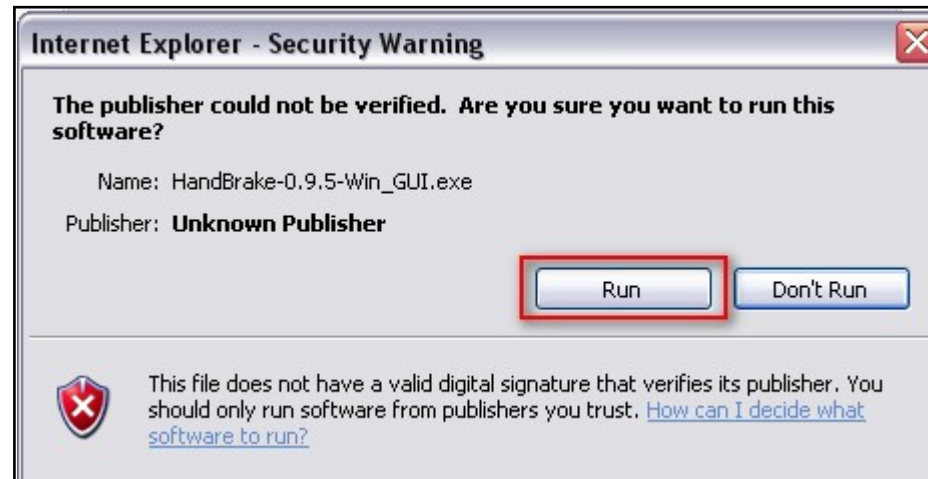 Internet Explorer - Security Warning
The publisher could not be verified.  Are you sure you want to run this
software?
Name: HandBrake-0.9.5-Win_GUI.exe
Publisher: Unknown Publisher
Run
Don't Run
This file does not have a valid digital signature that verifies its publisher. You
should only run software from publishers you trust. How can I decide what
software to run?